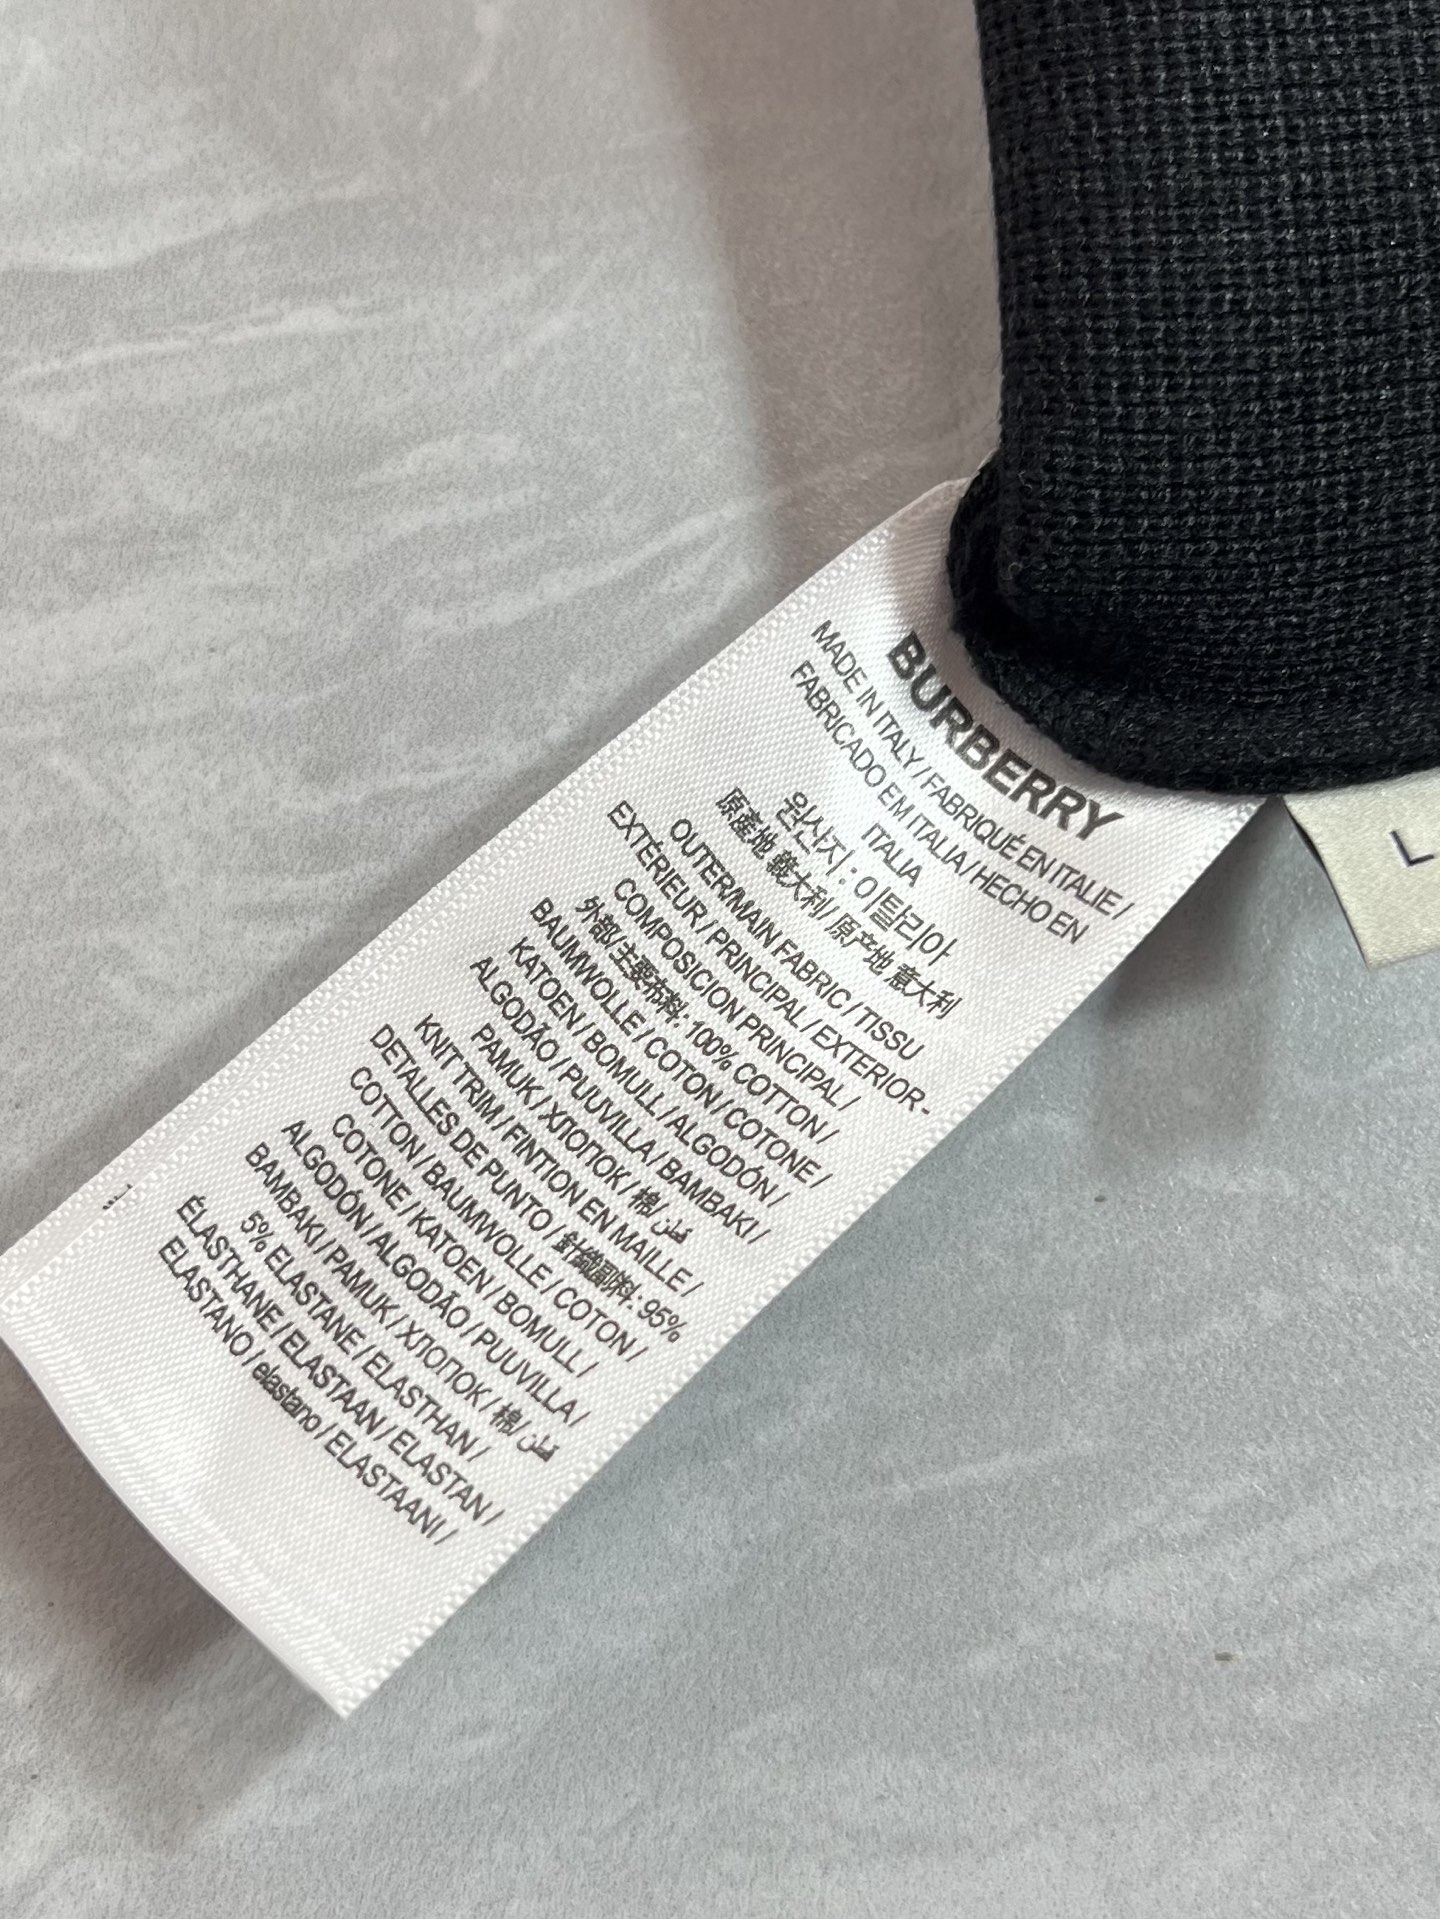 BURBERRY
MADE IN ITALY / FABRIQUÉ EN ITALIE /
FABRICADO EM ITALIA / HECHO EN
ITALIA
원산지 : 이탈리아
原產地 義大利/ 原产地 意大利
OUTER/MAIN FABRIC / TISSU
EXTÉRIEUR / PRINCIPAL / EXTERIOR -
COMPOSICION PRINCIPAL /
外部/ 主要布料: 100% COTTON /
BAUMWOLLE / COTON / COTONE /
KATOEN / BOMULL / ALGODÓN /
ALGODÃO / PUUVILLA / BAMBAKI /
PAMUK / ХЛОПОК / 棉/ قطن
KNIT TRIM / FINTION EN MAILLE /
DETALLES DE PUNTO / 針織副料: 95%
COTTON / BAUMWOLLE / COTON /
COTONE / KATOEN / BOMULL /
ALGODÓN / ALGODÃO / PUUVILLA /
BAMBAKI / PAMUK / ХЛОПОК / 棉/ قطن
5% ELASTANE / ELASTHAN /
ÉLASTHANE / ELASTAAN / ELASTAN /
ELASTANO / elastano / ELASTAANI /
L